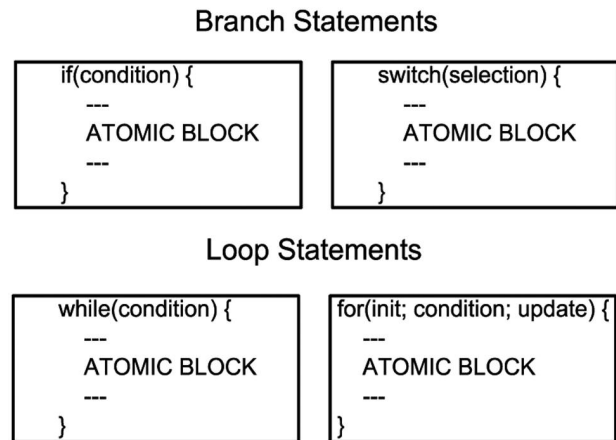 Branch Statements
if(condition) {
---
ATOMIC BLOCK
---
}
switch(selection) {
---
ATOMIC BLOCK
---
}
Loop Statements
while(condition) {
---
ATOMIC BLOCK
---
}
for(init; condition; update) {
---
ATOMIC BLOCK
---
}